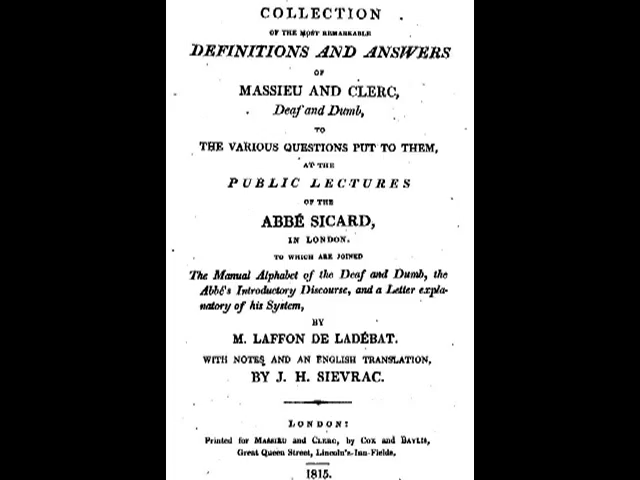 COLLECTION
OF THE MOST REMARKABLE
DEFINITIONS AND ANSWERS
OF
MASSIEU AND CLERC,
Deaf and Dumb,
TO
THE VARIOUS QUESTIONS PUT TO THEM,
AT THE
PUBLIC LECTURES
OF THE
ABBÉ SICARD,
IN LONDON.
TO WHICH ARE JOINED
The Manual Alphabet of the Deaf and Dumb, the
Abbé's Introductory Discourse, and a Letter expla-
natory of his System,
BY
M. LAFFON DE LADÉBAT.
WITH NOTES AND AN ENGLISH TRANSLATION,
BY J. H. SIEVRAC.
LONDON:
Printed for MASSIEU and CLERC, by COX and BAYLIS,
Great Queen Street, Lincoln's-Inn-Fields.
1815.